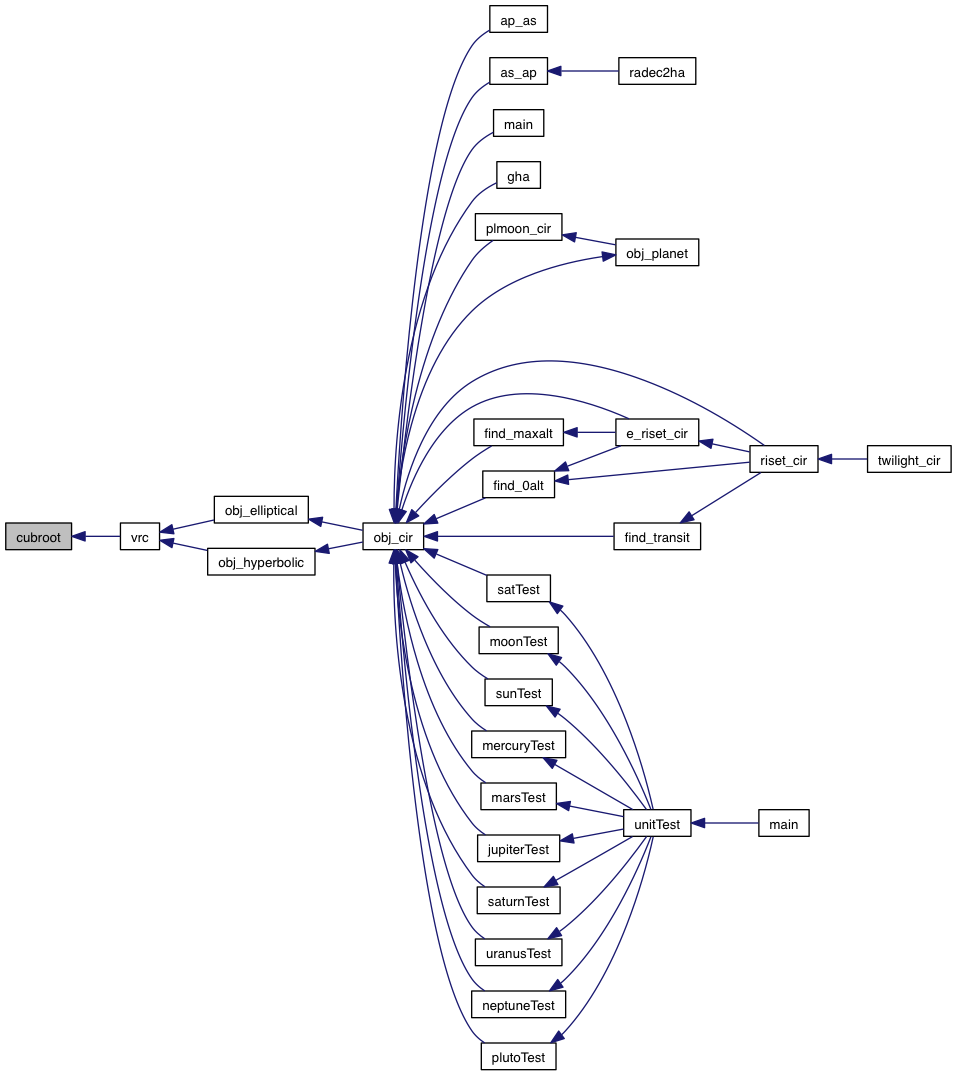 ap_as
as_ap
radec2ha
main
gha
plmoon_cir
obj_planet
find_maxalt
e_riset_cir
riset_cir
twilight_cir
find_0alt
obj_elliptical
cubroot
vrc
obj_cir
find_transit
obj_hyperbolic
satTest
moonTest
sunTest
mercuryTest
marsTest
unitTest
main
jupiterTest
saturnTest
uranusTest
neptuneTest
plutoTest